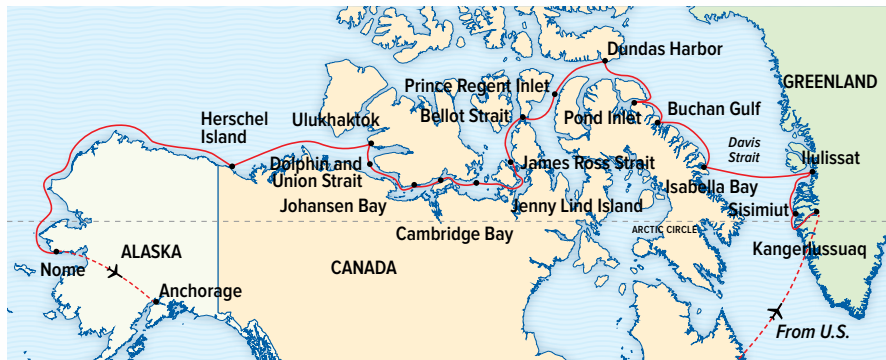 Dundas Harbor
GREENLAND
Prince Regent Inlet
Herschel
Island
Ulukhaktok
Bellot Strait
Pond Inlet
Buchan Gulf
Davis
Strait
Ilulissat
Dolphin and
Union Strait
James Ross Strait
Isabella Bay
Johansen Bay
Jenny Lind Island
Sisimiut
Cambridge Bay
ARCTIC CIRCLE
Kangerlussuaq
ALASKA
Nome
CANADA
Anchorage
From U.S.